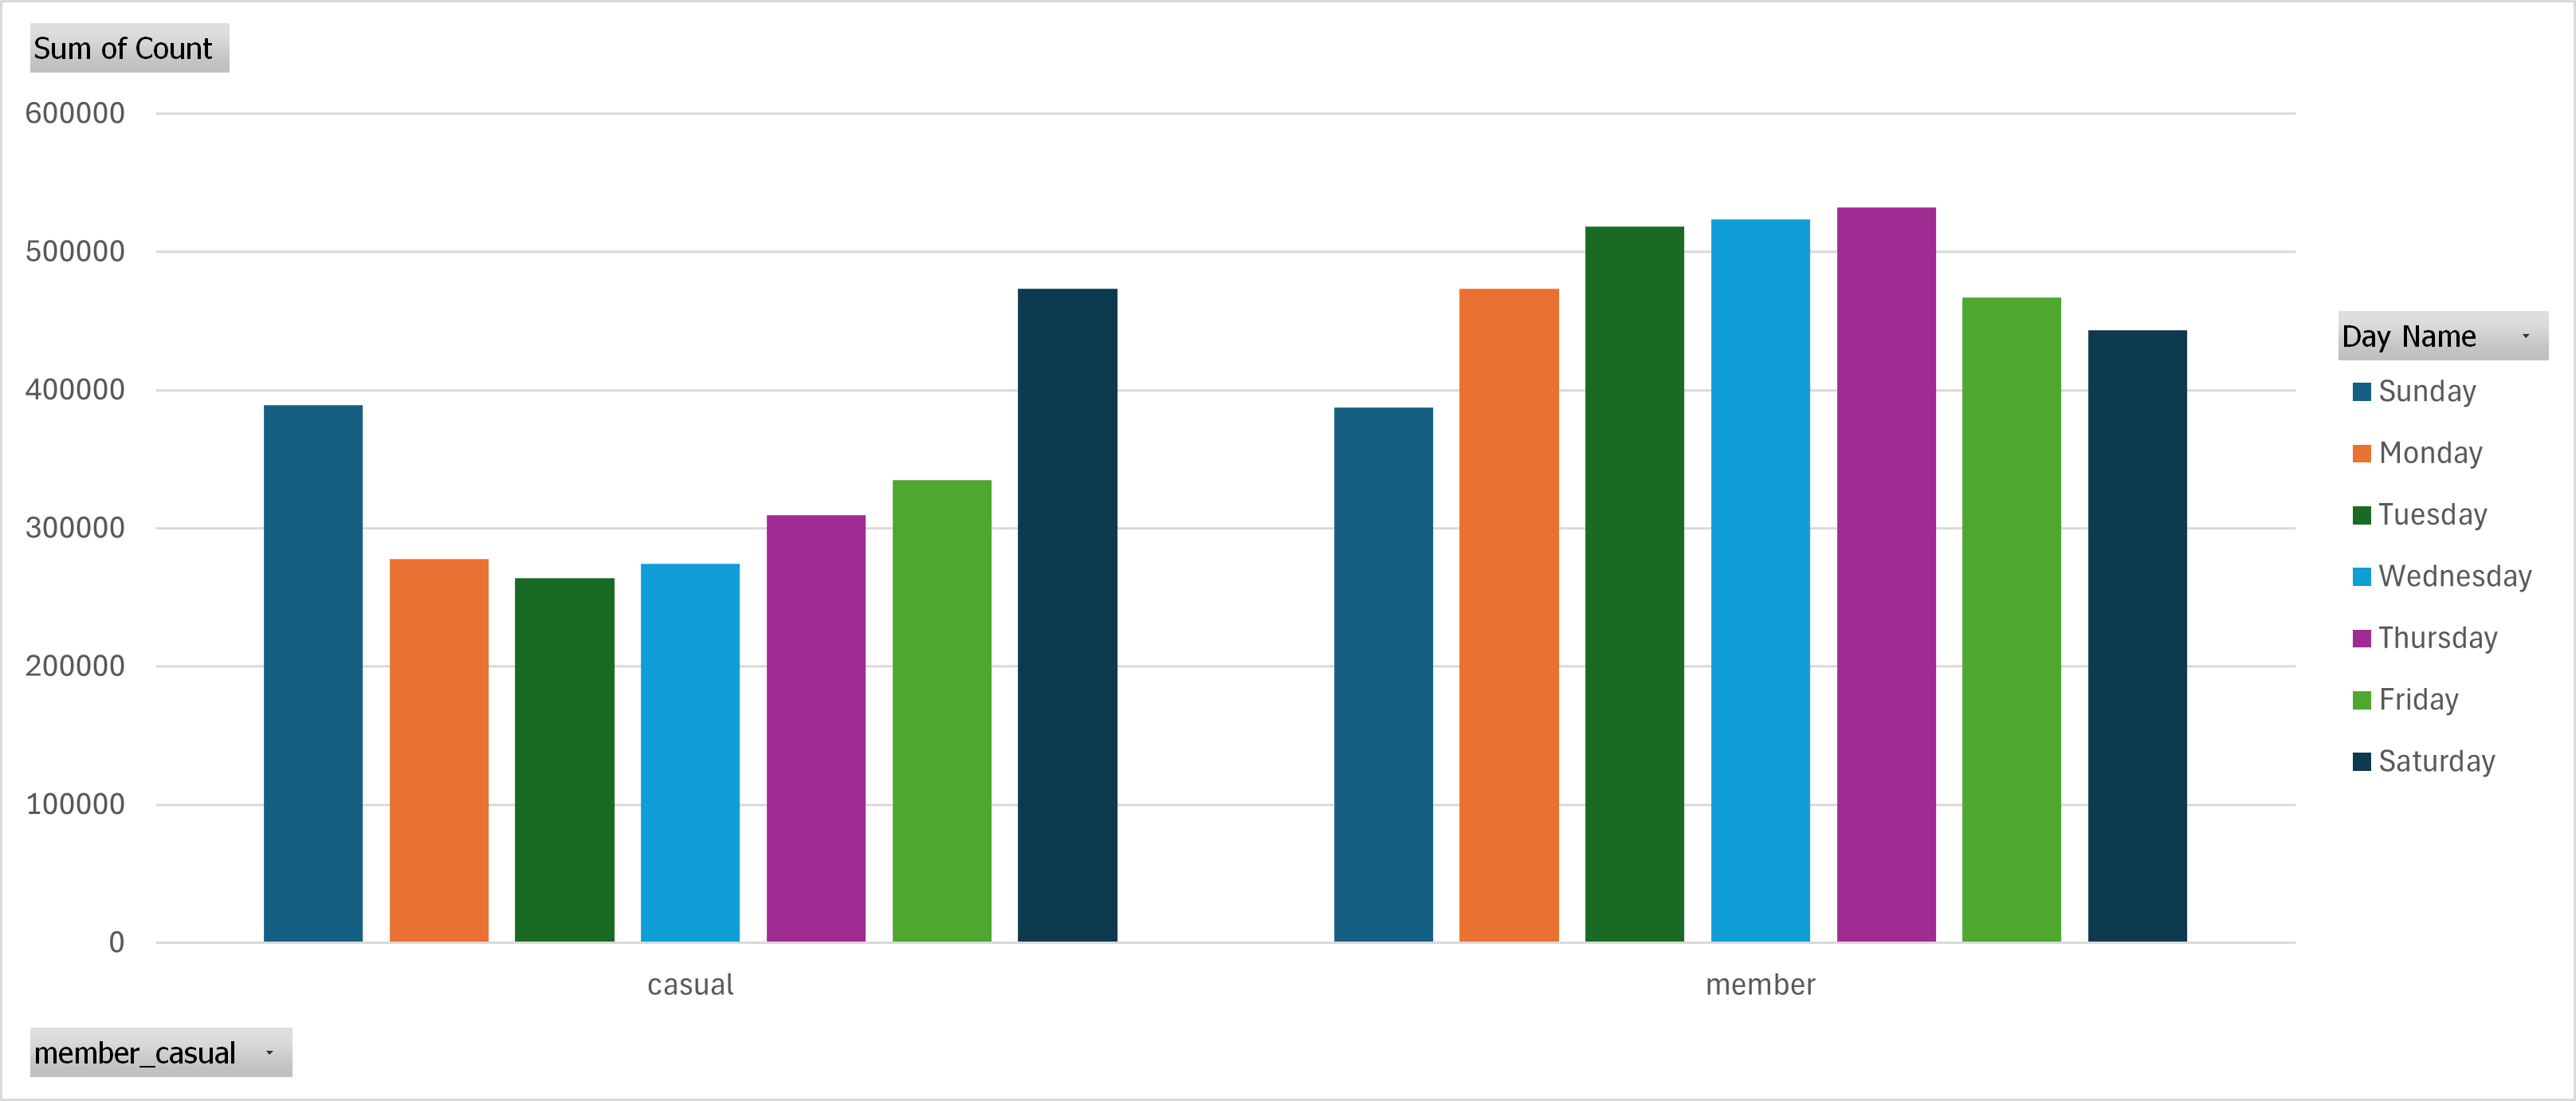 Sum of Count
600000
500000
400000
300000
200000
100000
0
casual
member
member_casual
Day Name
Sunday
Monday
Tuesday
Wednesday
Thursday
Friday
Saturday